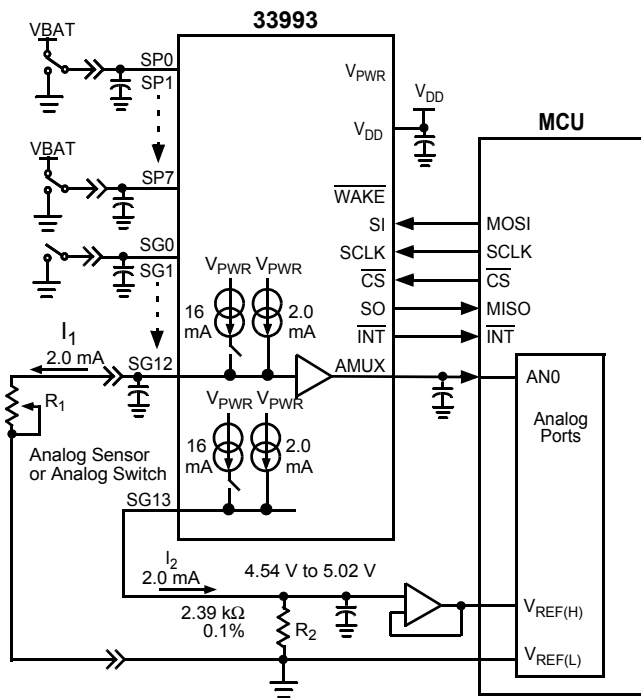 33993
VBAT
SP0
SP1
VPWR
VDD
VDD
MCU
VBAT
SP7
WAKE
SI
MOSI
SG0
SCLK
SCLK
SG1
VPWR VPWR
CS
CS
16 mA
2.0 mA
SO
MISO
INT
INT
I1
2.0 mA
SG12
AMUX
AN0
R1
VPWR VPWR
Analog Ports
Analog Sensor
or Analog Switch
16 mA
2.0 mA
SG13
I2
2.0 mA
4.54 V to 5.02 V
2.39 kΩ
0.1%
R2
VREF(H)
VREF(L)